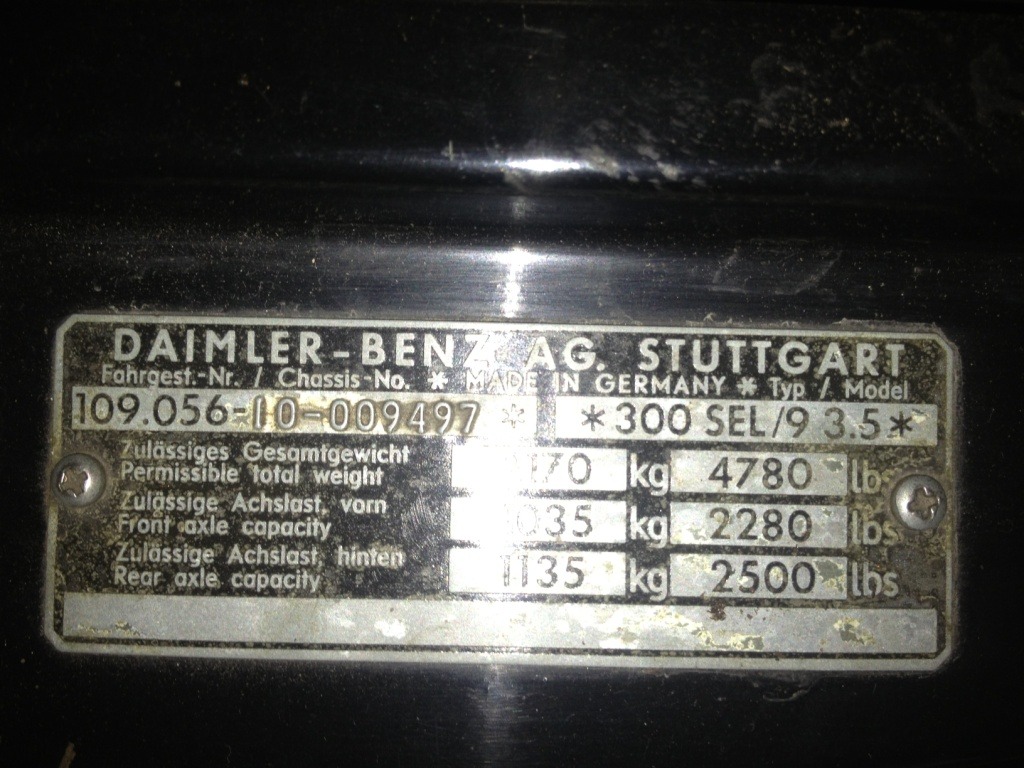 DAIMLER-BENZ AG. STUTTGART
Fahrgest.-Nr. / Chassis-No. * MADE IN GERMANY * Typ / Model
109.056-10-009497 * *300 SEL/9 3.5*
Zulässiges Gesamtgewicht
Permissible total weight kg 4780 lbs
Zulässige Achslast, vorn
Front axle capacity kg 2280 lbs
Zulässige Achslast, hinten
Rear axle capacity 1135 kg 2500 lbs